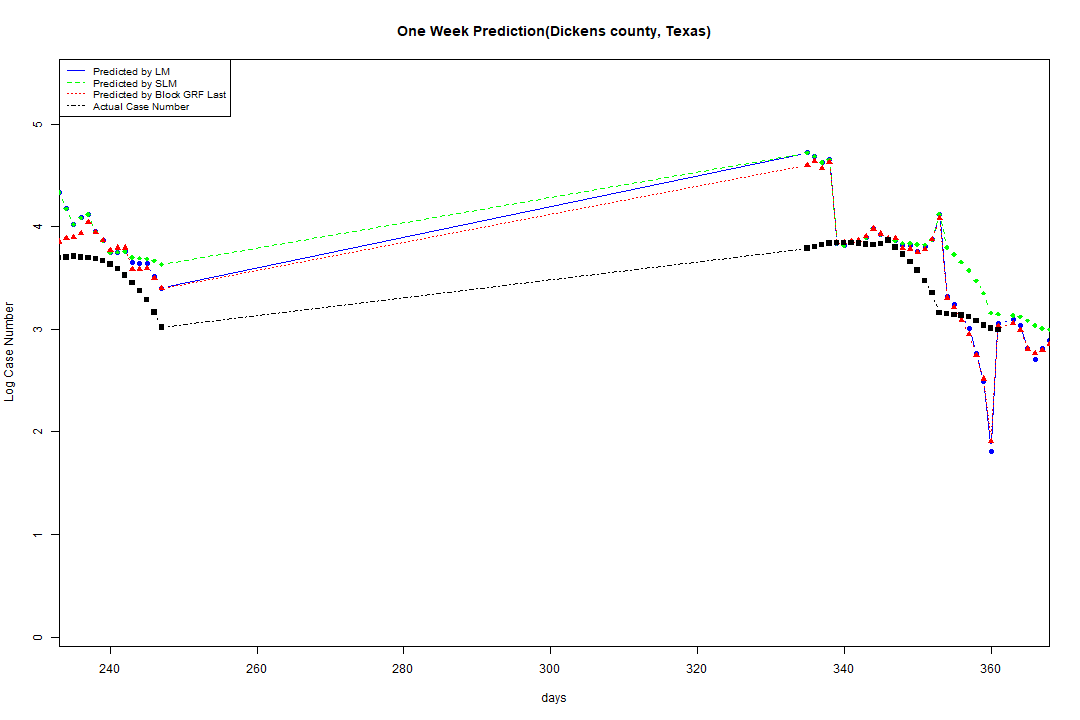 One Week Prediction(Dickens county, Texas)
Predicted by LM
Predicted by SLM
Predicted by Block GRF Last
Actual Case Number
Log Case Number
5
4
3
2
1
0
240 260 280 300 320 340 360
days